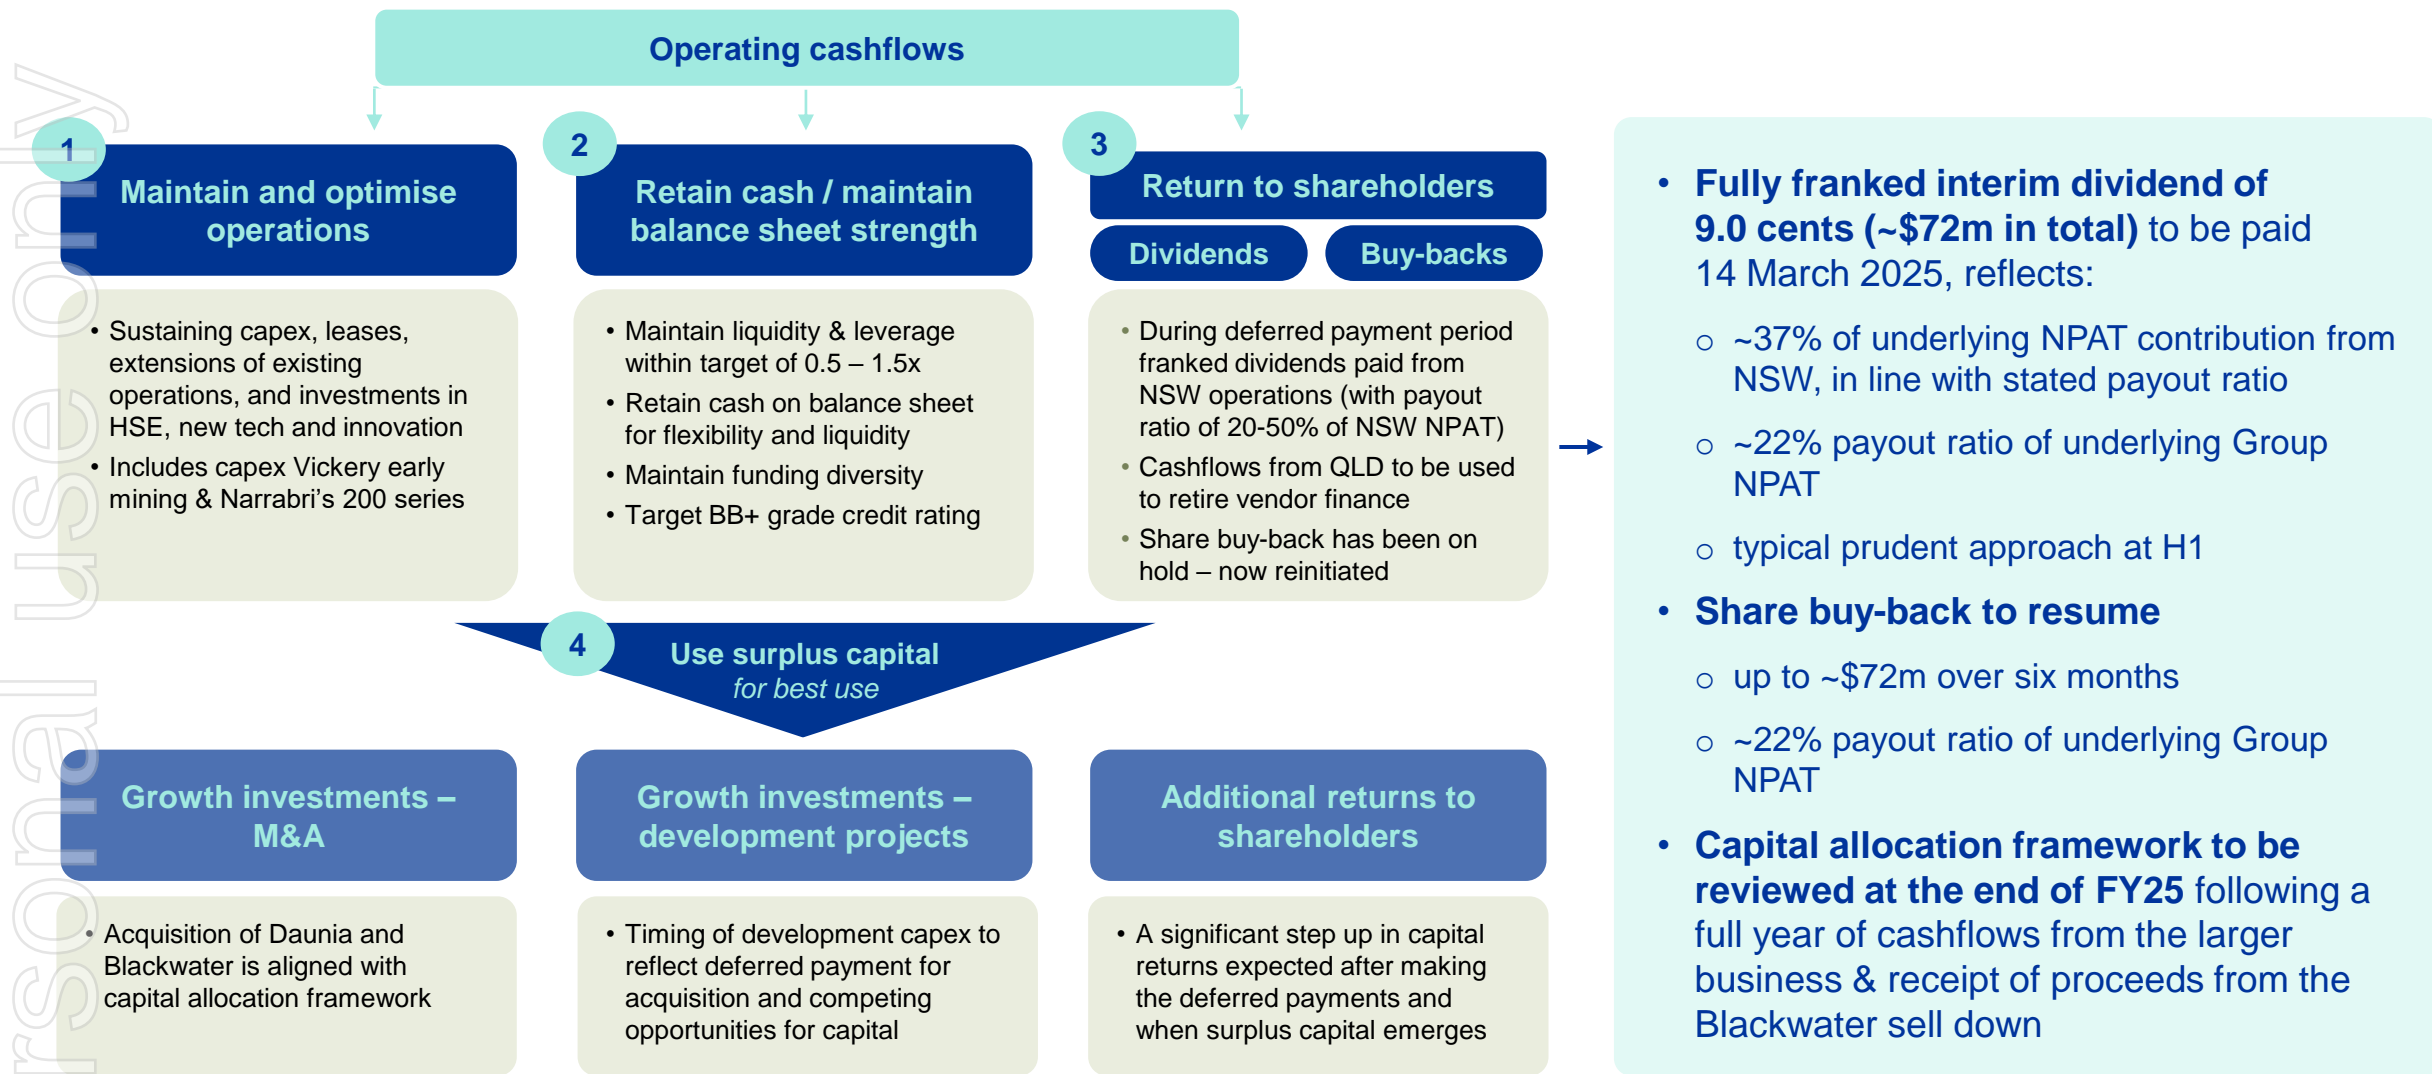 Operating cashflows
1
Maintain and optimise
operations
• Sustaining capex, leases,
extensions of existing
operations, and investments in
HSE, new tech and innovation
• Includes capex Vickery early
mining & Narrabri's 200 series
2
Retain cash / maintain
balance sheet strength
• Maintain liquidity & leverage
within target of 0.5 – 1.5x
• Retain cash on balance sheet
for flexibility and liquidity
• Maintain funding diversity
• Target BB+ grade credit rating
3
Return to shareholders
Dividends
Buy-backs
• During deferred payment period
franked dividends paid from
NSW operations (with payout
ratio of 20-50% of NSW NPAT)
• Cashflows from QLD to be used
to retire vendor finance
• Share buy-back has been on
hold – now reinitiated
4
Use surplus capital
for best use
Growth investments –
M&A
• Acquisition of Daunia and
Blackwater is aligned with
capital allocation framework
Growth investments –
development projects
• Timing of development capex to
reflect deferred payment for
acquisition and competing
opportunities for capital
Additional returns to
shareholders
• A significant step up in capital
returns expected after making
the deferred payments and
when surplus capital emerges
• Fully franked interim dividend of
9.0 cents (~$72m in total) to be paid
14 March 2025, reflects:
o ~37% of underlying NPAT contribution from
NSW, in line with stated payout ratio
o ~22% payout ratio of underlying Group
NPAT
o typical prudent approach at H1
• Share buy-back to resume
o up to ~$72m over six months
o ~22% payout ratio of underlying Group
NPAT
• Capital allocation framework to be
reviewed at the end of FY25 following a
full year of cashflows from the larger
business & receipt of proceeds from the
Blackwater sell down
rsonal use only